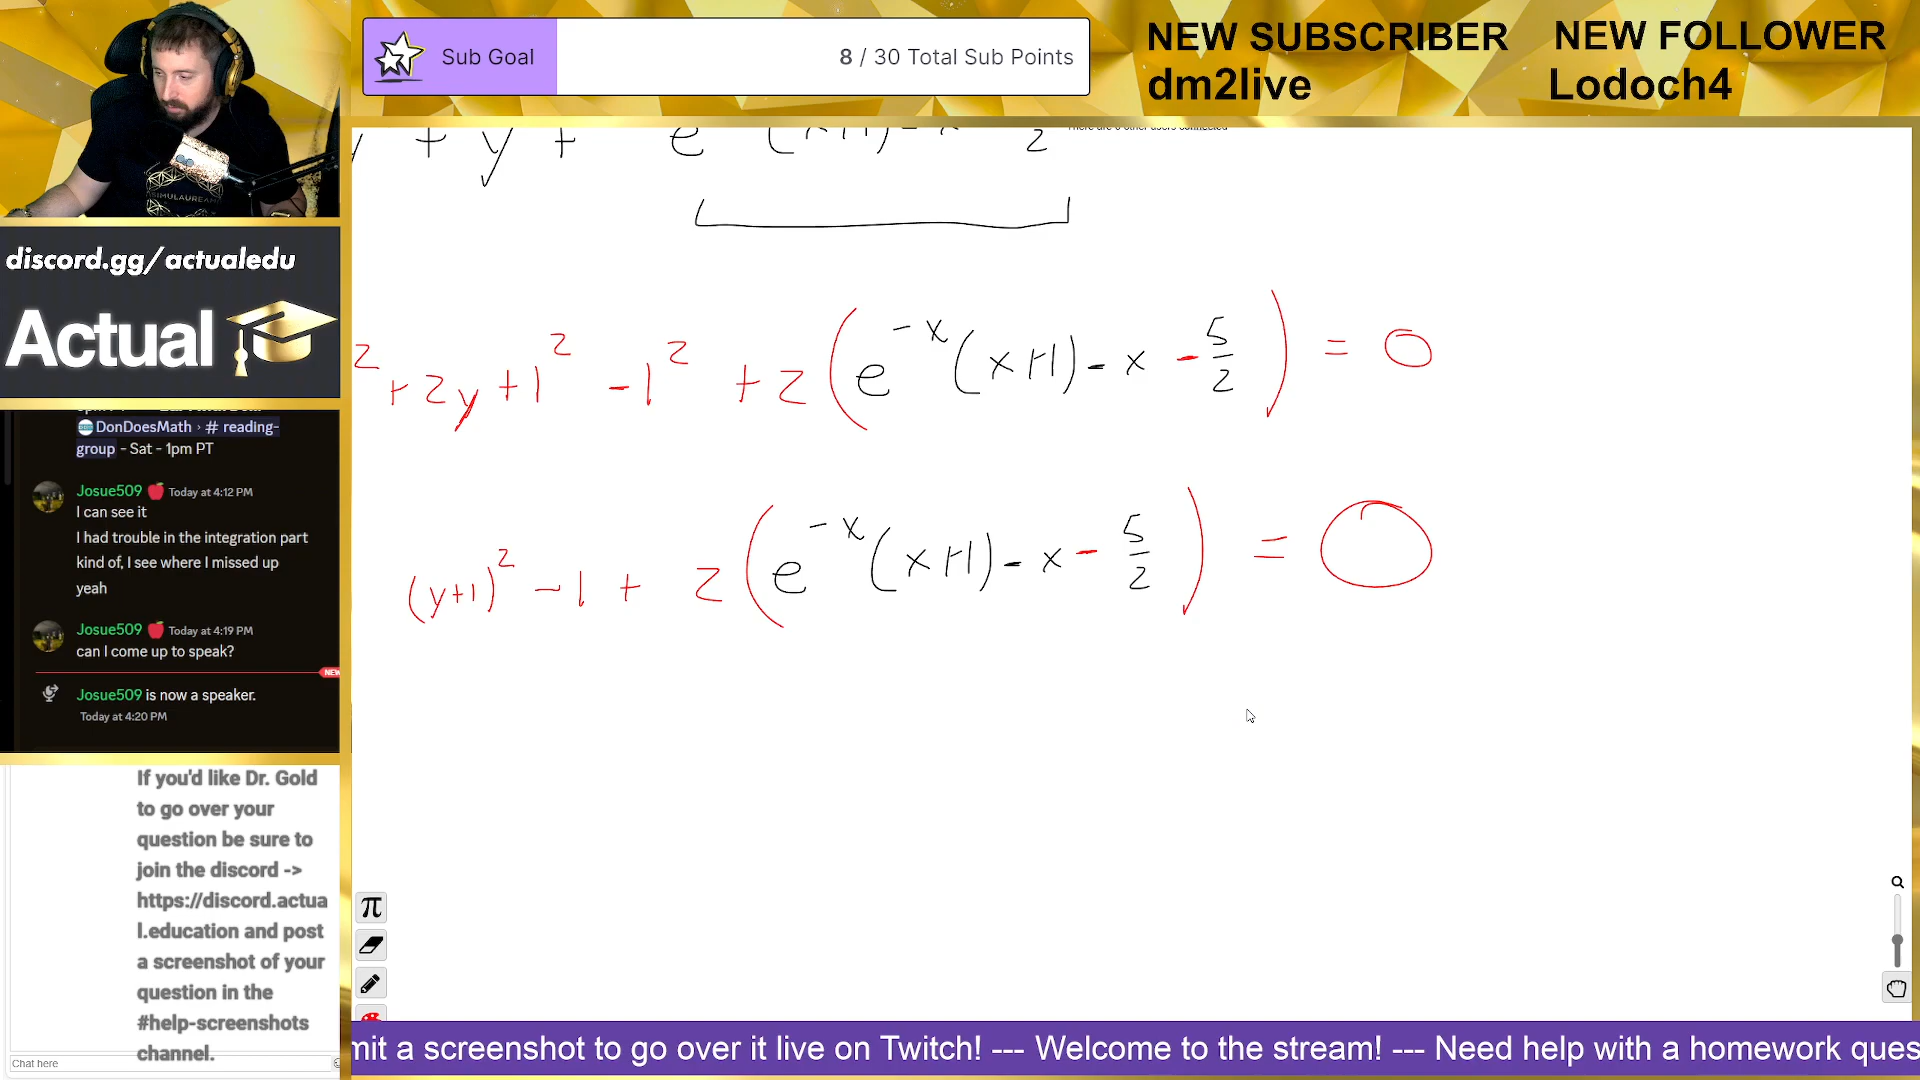 Sub Goal
8 / 30 Total Sub Points
NEW SUBSCRIBER
dm2live
NEW FOLLOWER
Lodoch4
discord.gg/actualedu
Actual
DonDoesMath › # reading-
group - Sat - 1pm PT
Josue509 🍎 Today at 4:12 PM
I can see it
I had trouble in the integration part
kind of, I see where I missed up
yeah
Josue509 🍎 Today at 4:19 PM
can I come up to speak?
NEW
Josue509 is now a speaker.
Today at 4:20 PM
If you'd like Dr. Gold
to go over your
question be sure to
join the discord ->
https://discord.actua
l.education and post
a screenshot of your
question in the
#help-screenshots
channel.
Chat here
SIMULAUREAM
+ y + e (x+1) - x 2
² + 2y + 1² - 1² + 2(e^-x (x+1) - x - 5/2) = 0
(y+1)² - 1 + 2(e^-x (x+1) - x - 5/2) = 0
π
mit a screenshot to go over it live on Twitch! --- Welcome to the stream! --- Need help with a homework ques